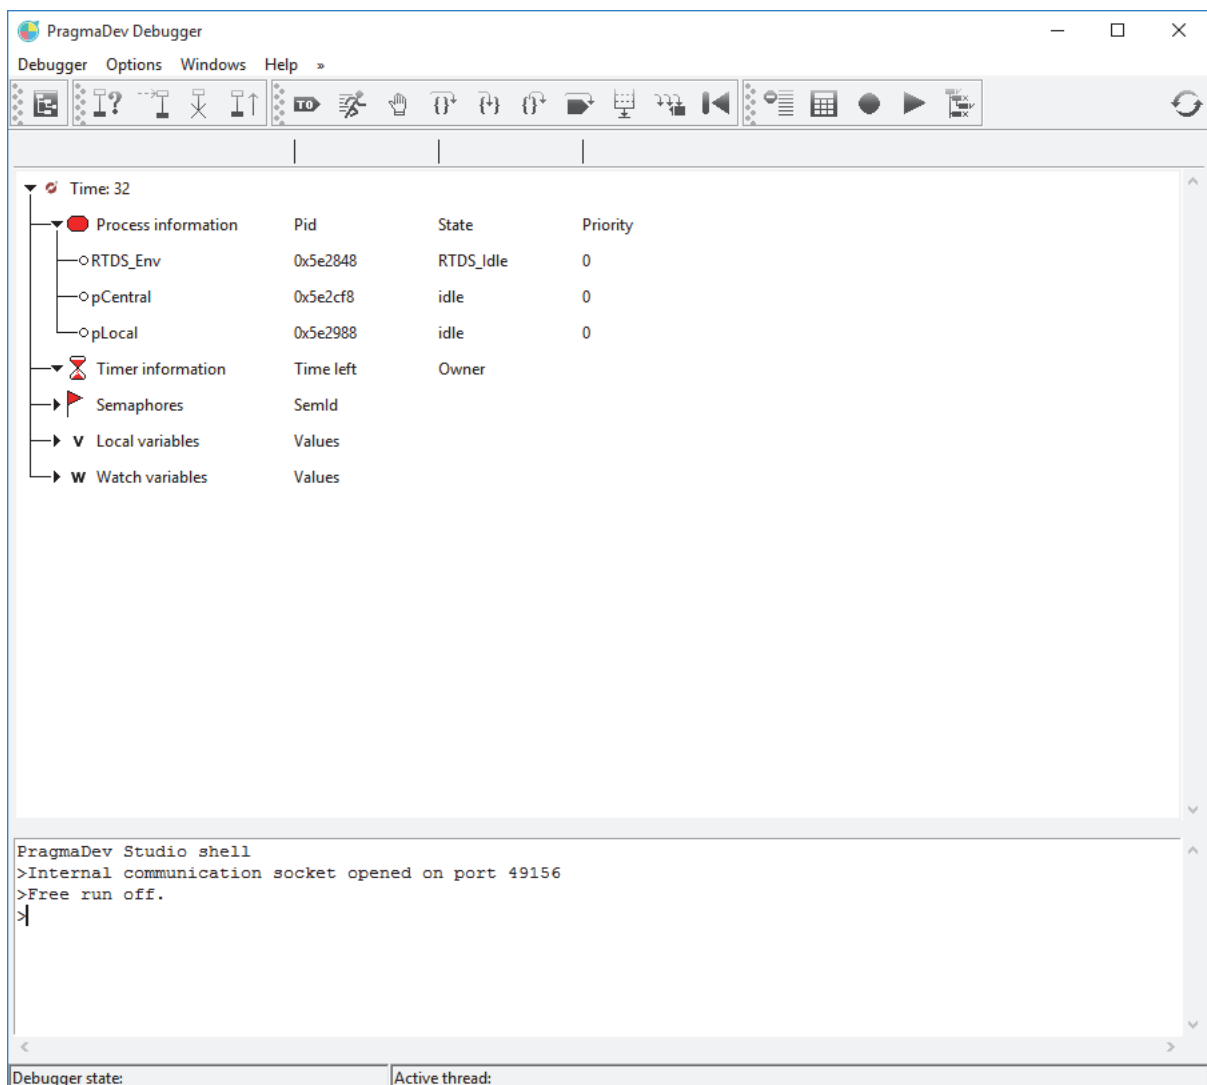 PragmaDev Debugger
Debugger Options Windows Help »
I? TO
Time: 32
Process information Pid State Priority
RTDS_Env 0x5e2848 RTDS_Idle 0
pCentral 0x5e2cf8 idle 0
pLocal 0x5e2988 idle 0
Timer information Time left Owner
Semaphores SemId
V Local variables Values
W Watch variables Values
PragmaDev Studio shell
>Internal communication socket opened on port 49156
>Free run off.
>
Debugger state: Active thread: